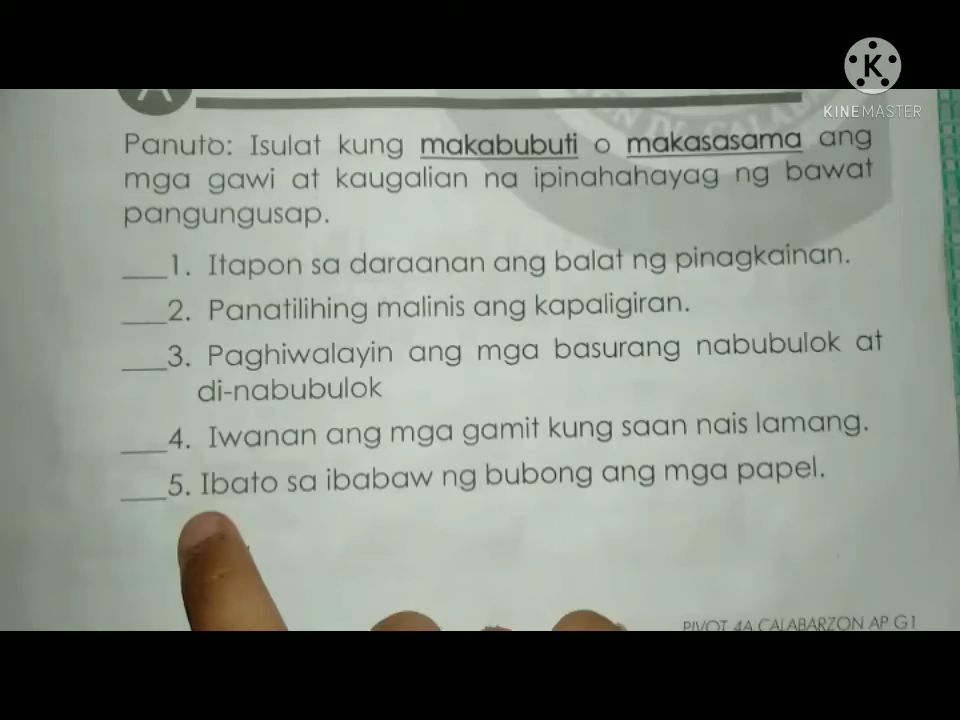 K
KINEMASTER
Panuto: Isulat kung makabubuti o makasasama ang
mga gawi at kaugalian na ipinahahayag ng bawat
pangungusap.
___1. Itapon sa daraanan ang balat ng pinagkainan.
___2. Panatilihing malinis ang kapaligiran.
___3. Paghiwalayin ang mga basurang nabubulok at
di-nabubulok
___4. Iwanan ang mga gamit kung saan nais lamang.
___5. Ibato sa ibabaw ng bubong ang mga papel.
PIVOT 4A CALABARZON AP G1